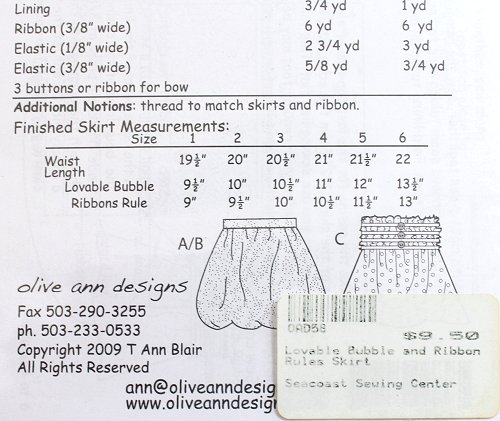 Lining 3/4 yd 1 yd
Ribbon (3/8” wide) 6 yd 6 yd
Elastic (1/8” wide) 2 3/4 yd 3 yd
Elastic (3/8” wide) 5/8 yd 3/4 yd
3 buttons or ribbon for bow
Additional Notions: thread to match skirts and ribbon.
Finished Skirt Measurements:
Size 1 2 3 4 5 6
Waist 19½” 20” 20½” 21” 21½” 22
Length
Lovable Bubble 9½” 10” 10½” 11” 12” 13½”
Ribbons Rule 9” 9½” 10” 10½” 11½” 13”
A/B C
olive ann designs
Fax 503-290-3255
ph. 503-233-0533
Copyright 2009 T Ann Blair
All Rights Reserved
ann@oliveanndesig
www.oliveanndesig
OAD58
$9.50
Lovable Bubble and Ribbon
Rules Skirt
Seacoast Sewing Center